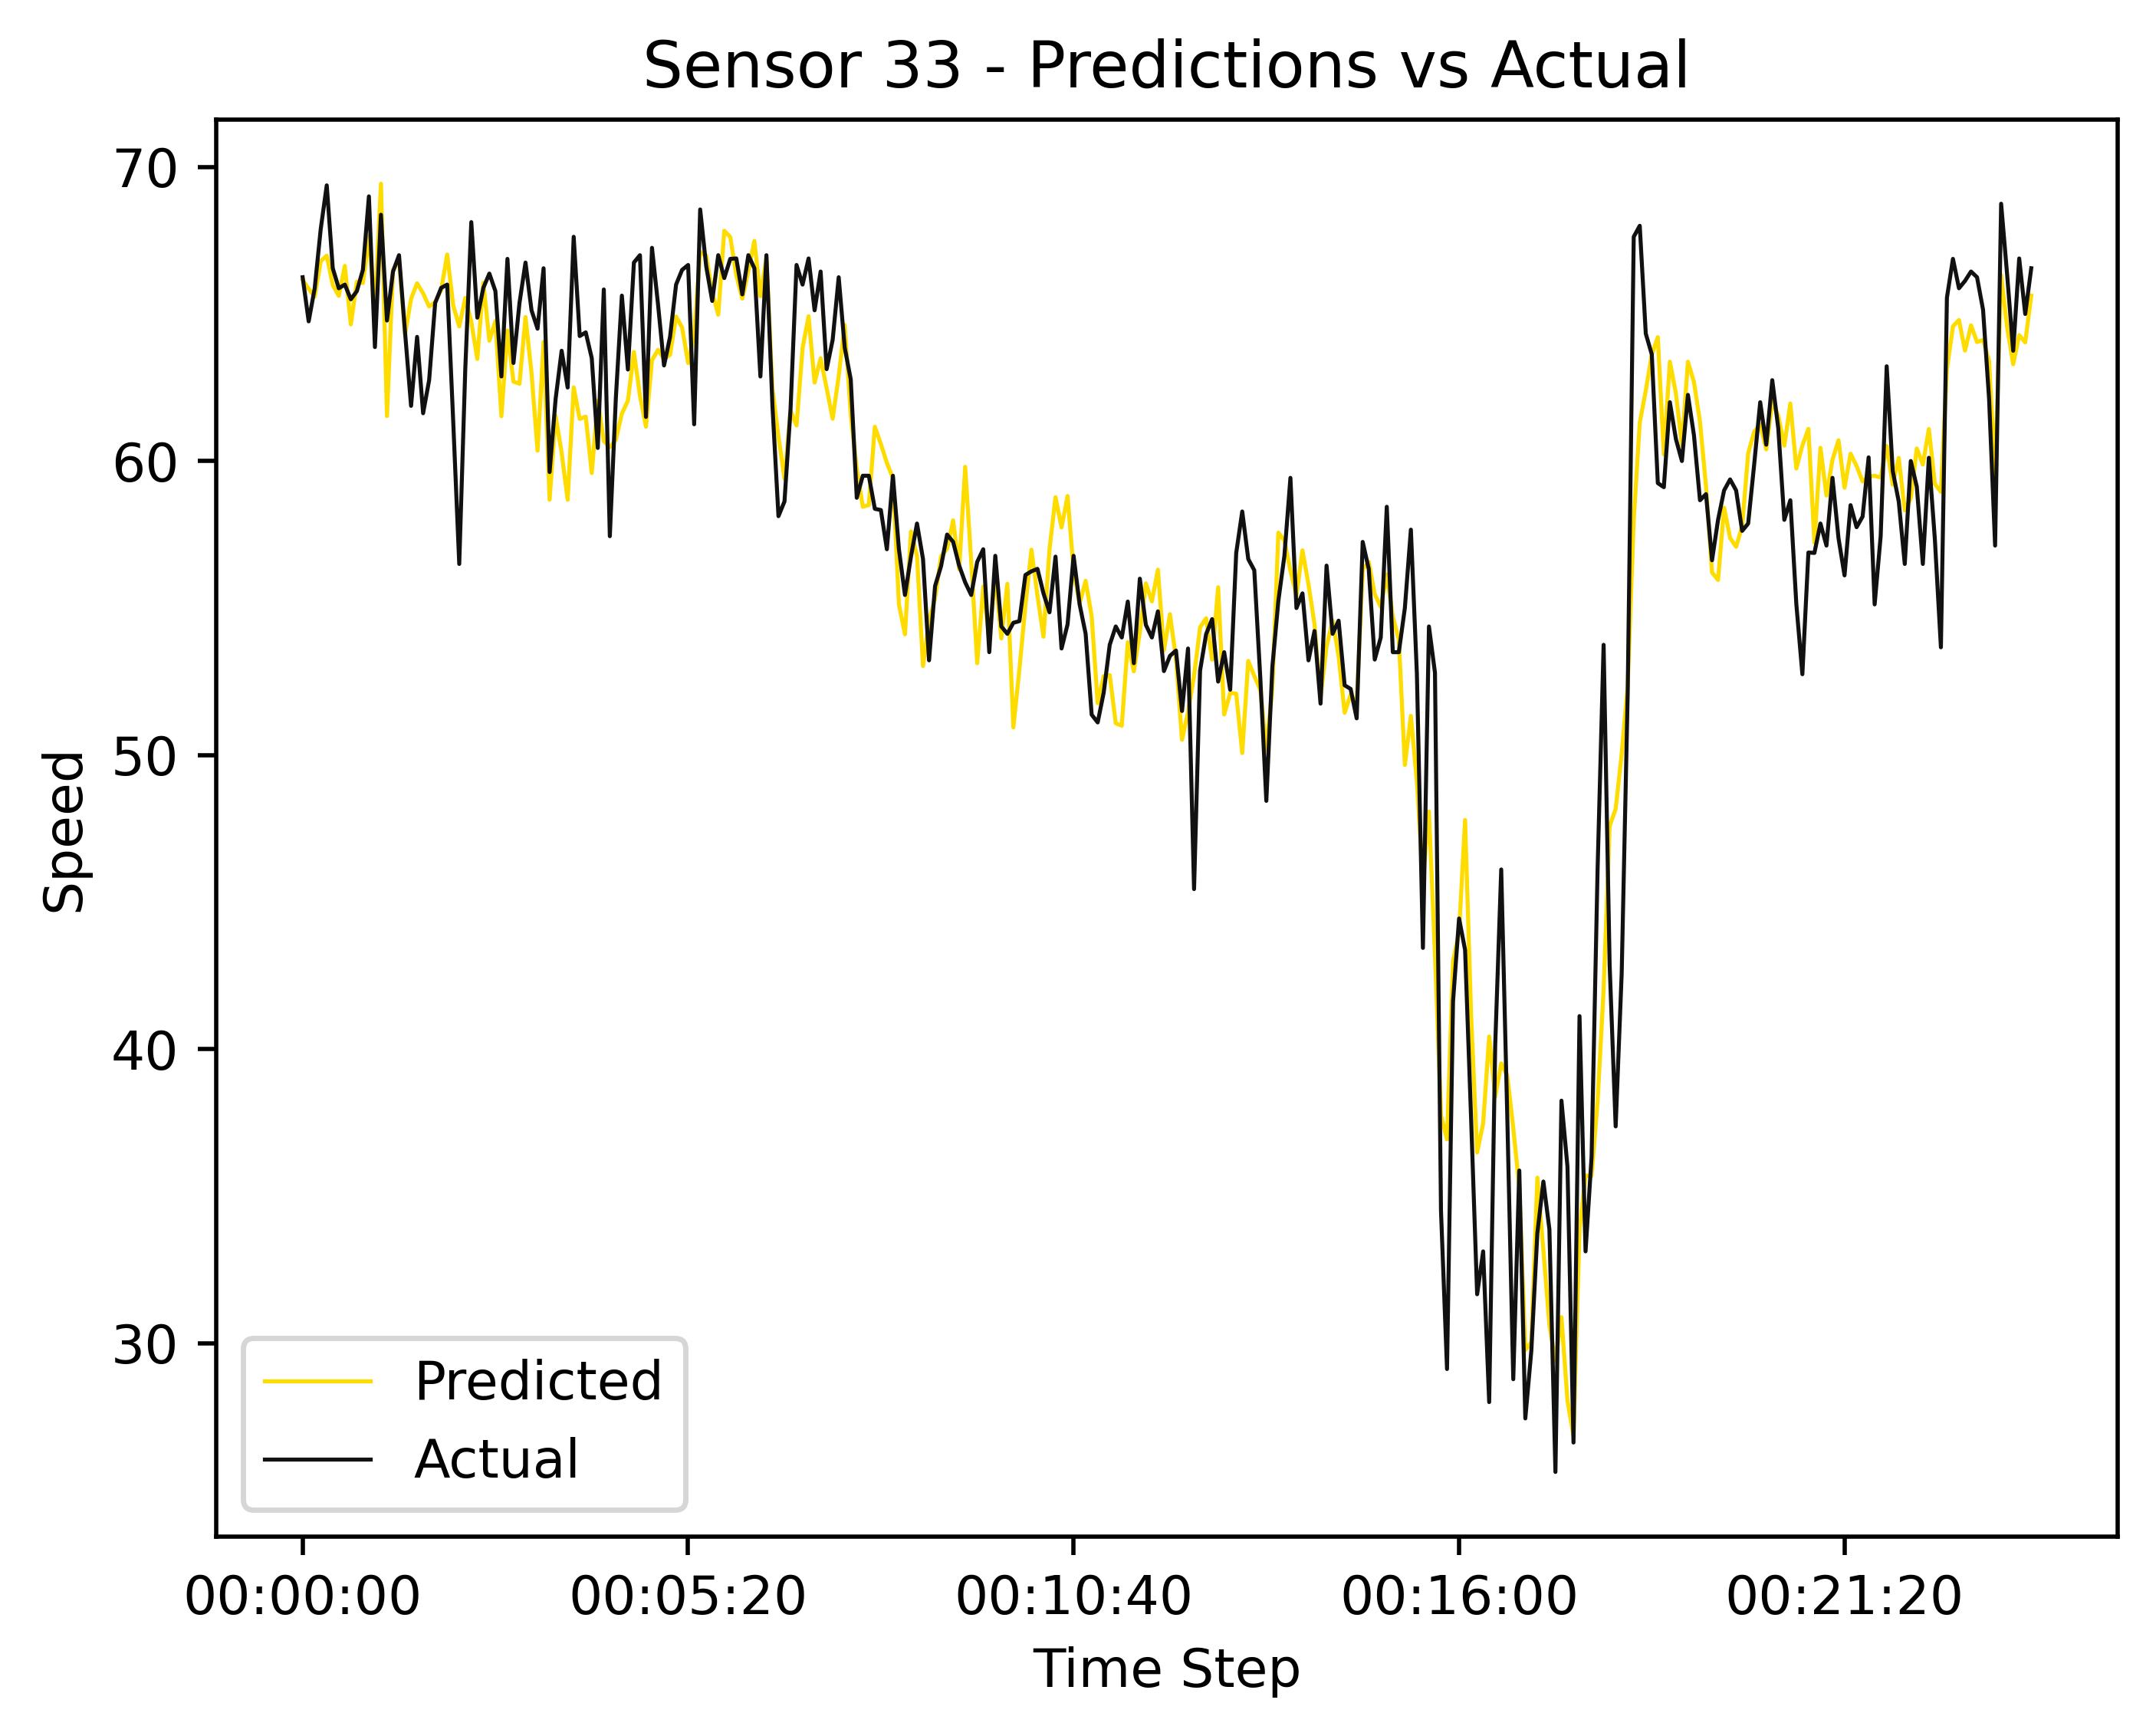 Sensor 33 - Predictions vs Actual
70
60
50
40
30
Speed
Predicted
Actual
00:00:00 00:05:20 00:10:40 00:16:00 00:21:20
Time Step